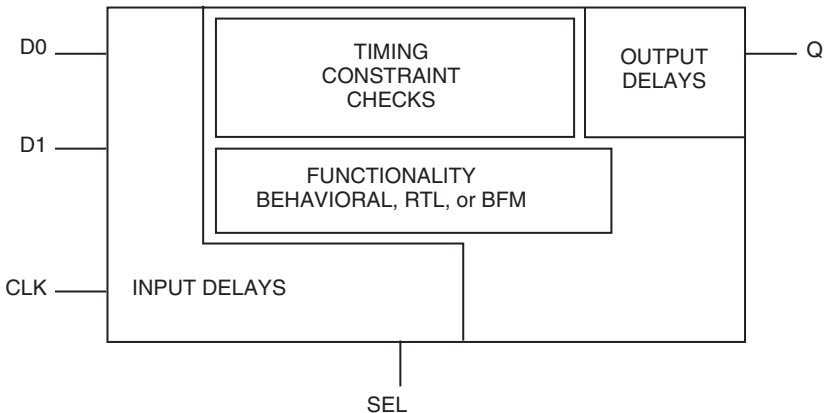 D0
TIMING
CONSTRAINT
CHECKS
OUTPUT
DELAYS
Q
D1
FUNCTIONALITY
BEHAVIORAL, RTL, or BFM
CLK
INPUT DELAYS
SEL